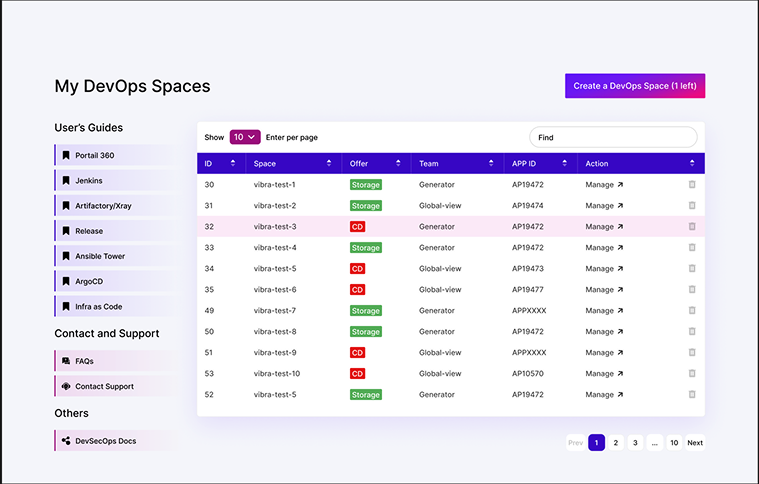 My DevOps Spaces
Create a DevOps Space (1 left)
User's Guides
Portail 360
Jenkins
Artifactory/Xray
Release
Ansible Tower
ArgoCD
Infra as Code
Contact and Support
FAQs
Contact Support
Others
DevSecOps Docs
Show 10 Enter per page
Find
ID Space Offer Team APP ID Action
30 vibra-test-1 Storage Generator AP19472 Manage
31 vibra-test-2 Storage Global-view AP19474 Manage
32 vibra-test-3 CD Generator AP19472 Manage
33 vibra-test-4 Storage Generator AP19472 Manage
34 vibra-test-5 CD Global-view AP19473 Manage
35 vibra-test-6 CD Global-view AP19477 Manage
49 vibra-test-7 Storage Generator APPXXXX Manage
50 vibra-test-8 Storage Generator AP19472 Manage
51 vibra-test-9 CD Global-view APPXXXX Manage
53 vibra-test-10 CD Global-view AP10570 Manage
52 vibra-test-5 Storage Generator AP19472 Manage
Prev 1 2 3 ... 10 Next